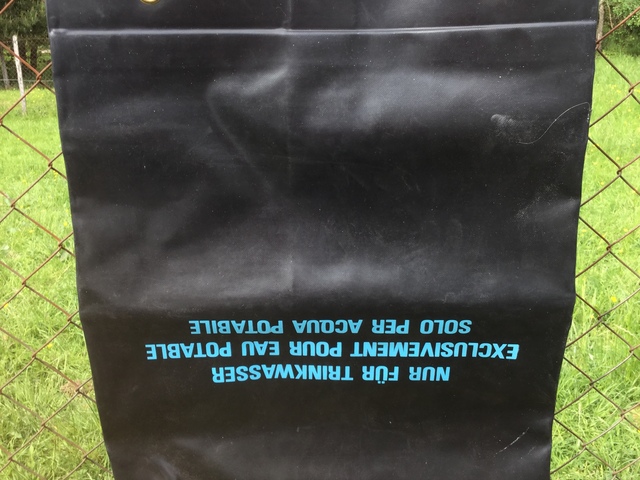 NUR FÜR TRINKWASSER
EXCLUSIVEMENT POUR EAU POTABLE
SOLO PER ACQUA POTABILE